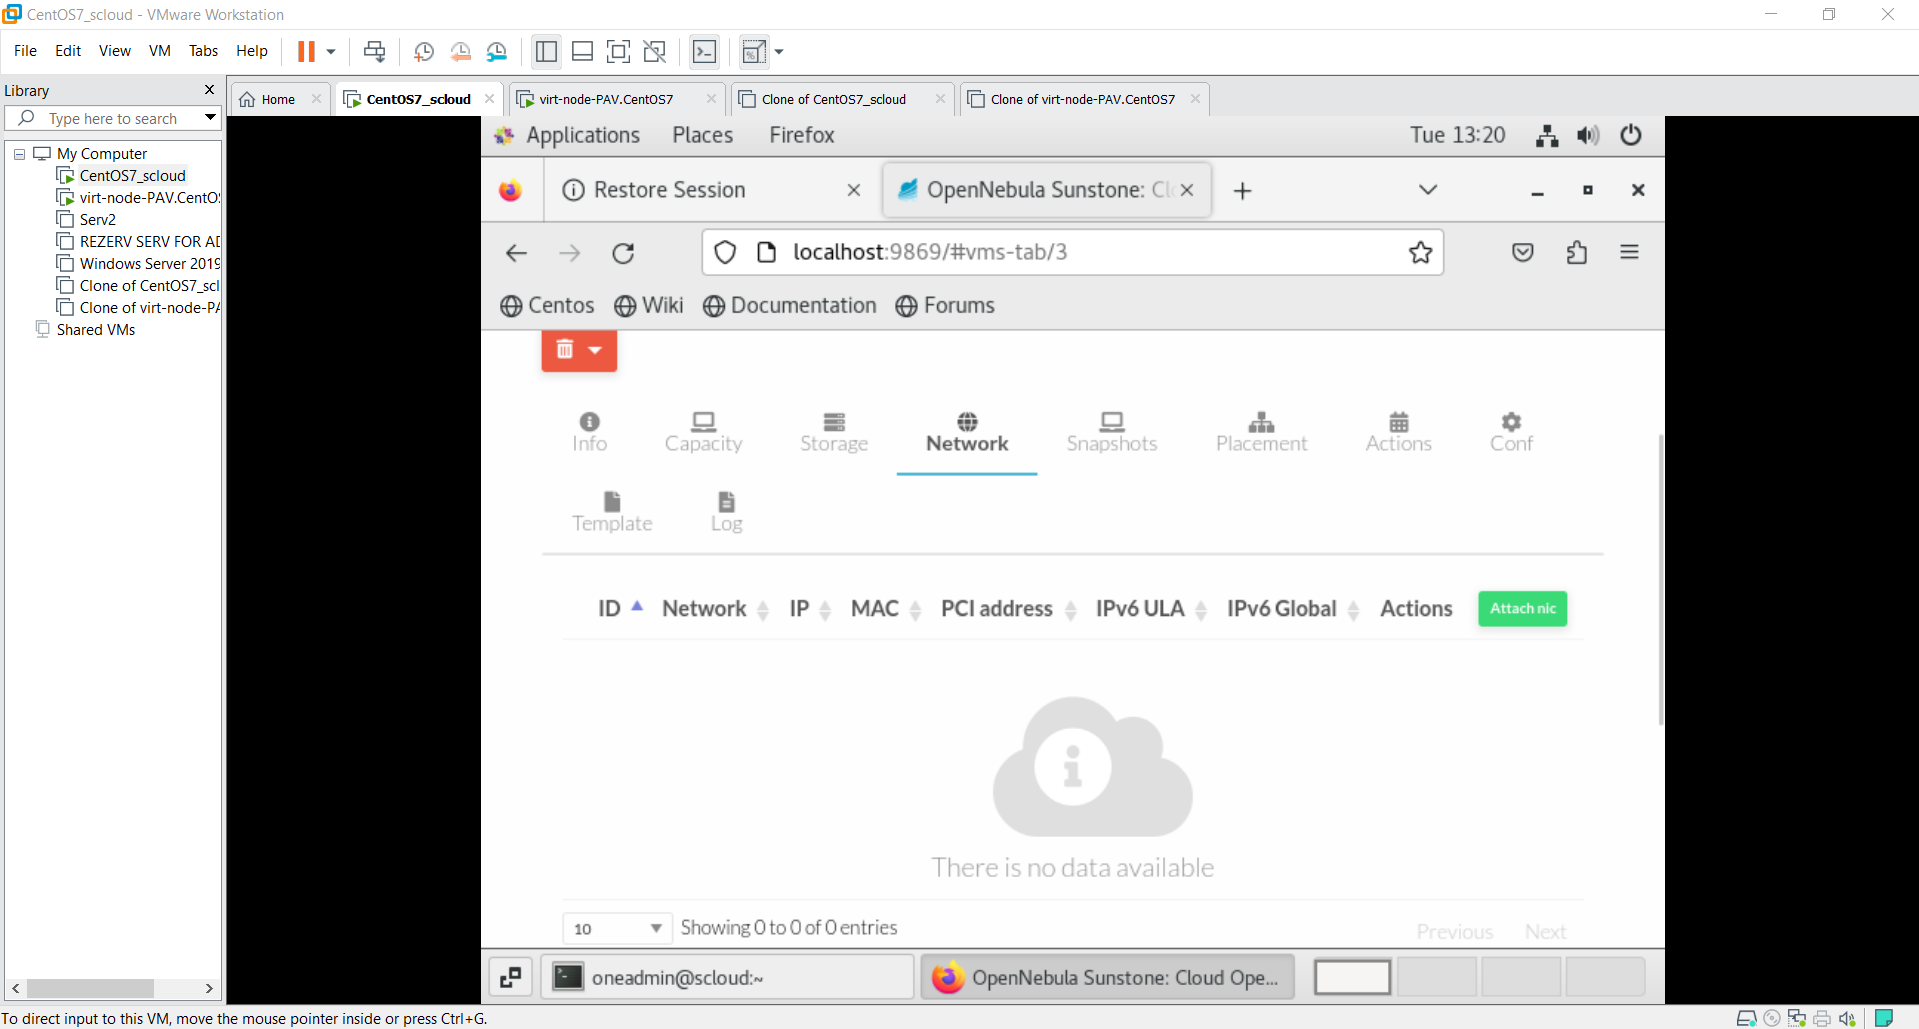 CentOS7_scloud - VMware Workstation
File Edit View VM Tabs Help
Library
Type here to search
My Computer
CentOS7_scloud
virt-node-PAV.CentOS
Serv2
REZERV SERV FOR AD
Windows Server 2019
Clone of CentOS7_scl
Clone of virt-node-PA
Shared VMs
Home CentOS7_scloud virt-node-PAV.CentOS7 Clone of CentOS7_scloud Clone of virt-node-PAV.CentOS7
Applications Places Firefox Tue 13:20
Restore Session OpenNebula Sunstone: Cl
localhost:9869/#vms-tab/3
Centos Wiki Documentation Forums
Info Capacity Storage Network Snapshots Placement Actions Conf
Template Log
ID Network IP MAC PCI address IPv6 ULA IPv6 Global Actions Attach nic
There is no data available
10 Showing 0 to 0 of 0 entries Previous Next
oneadmin@scloud:~ OpenNebula Sunstone: Cloud Ope...
To direct input to this VM, move the mouse pointer inside or press Ctrl+G.